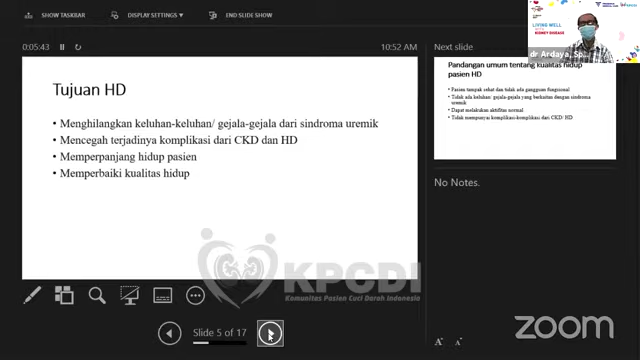 SHOW TASKBAR
DISPLAY SETTINGS ▼
END SLIDE SHOW
0:05:43
10:52 AM
Tujuan HD
• Menghilangkan keluhan-keluhan/ gejala-gejala dari sindroma uremik
• Mencegah terjadinya komplikasi dari CKD dan HD
• Memperpanjang hidup pasien
• Memperbaiki kualitas hidup
Slide 5 of 17
Next slide
Pandangan umum tentang kualitas hidup
pasien HD
• Pasien tampak sehat dan tidak ada gangguan fungsional
• Tidak ada keluhan/ gejala-gejala yang berkaitan dengan sindroma
uremik
• Dapat melakukan aktifitas normal
• Tidak mempunyai komplikasi-komplikasi dari CKD/ HD
No Notes.
LIVING WELL
KIDNEY DISEASE
dr Ardaya, Sp...
KPCDI
Komunitas Pasien Cuci Darah Indonesia
zoom
A A